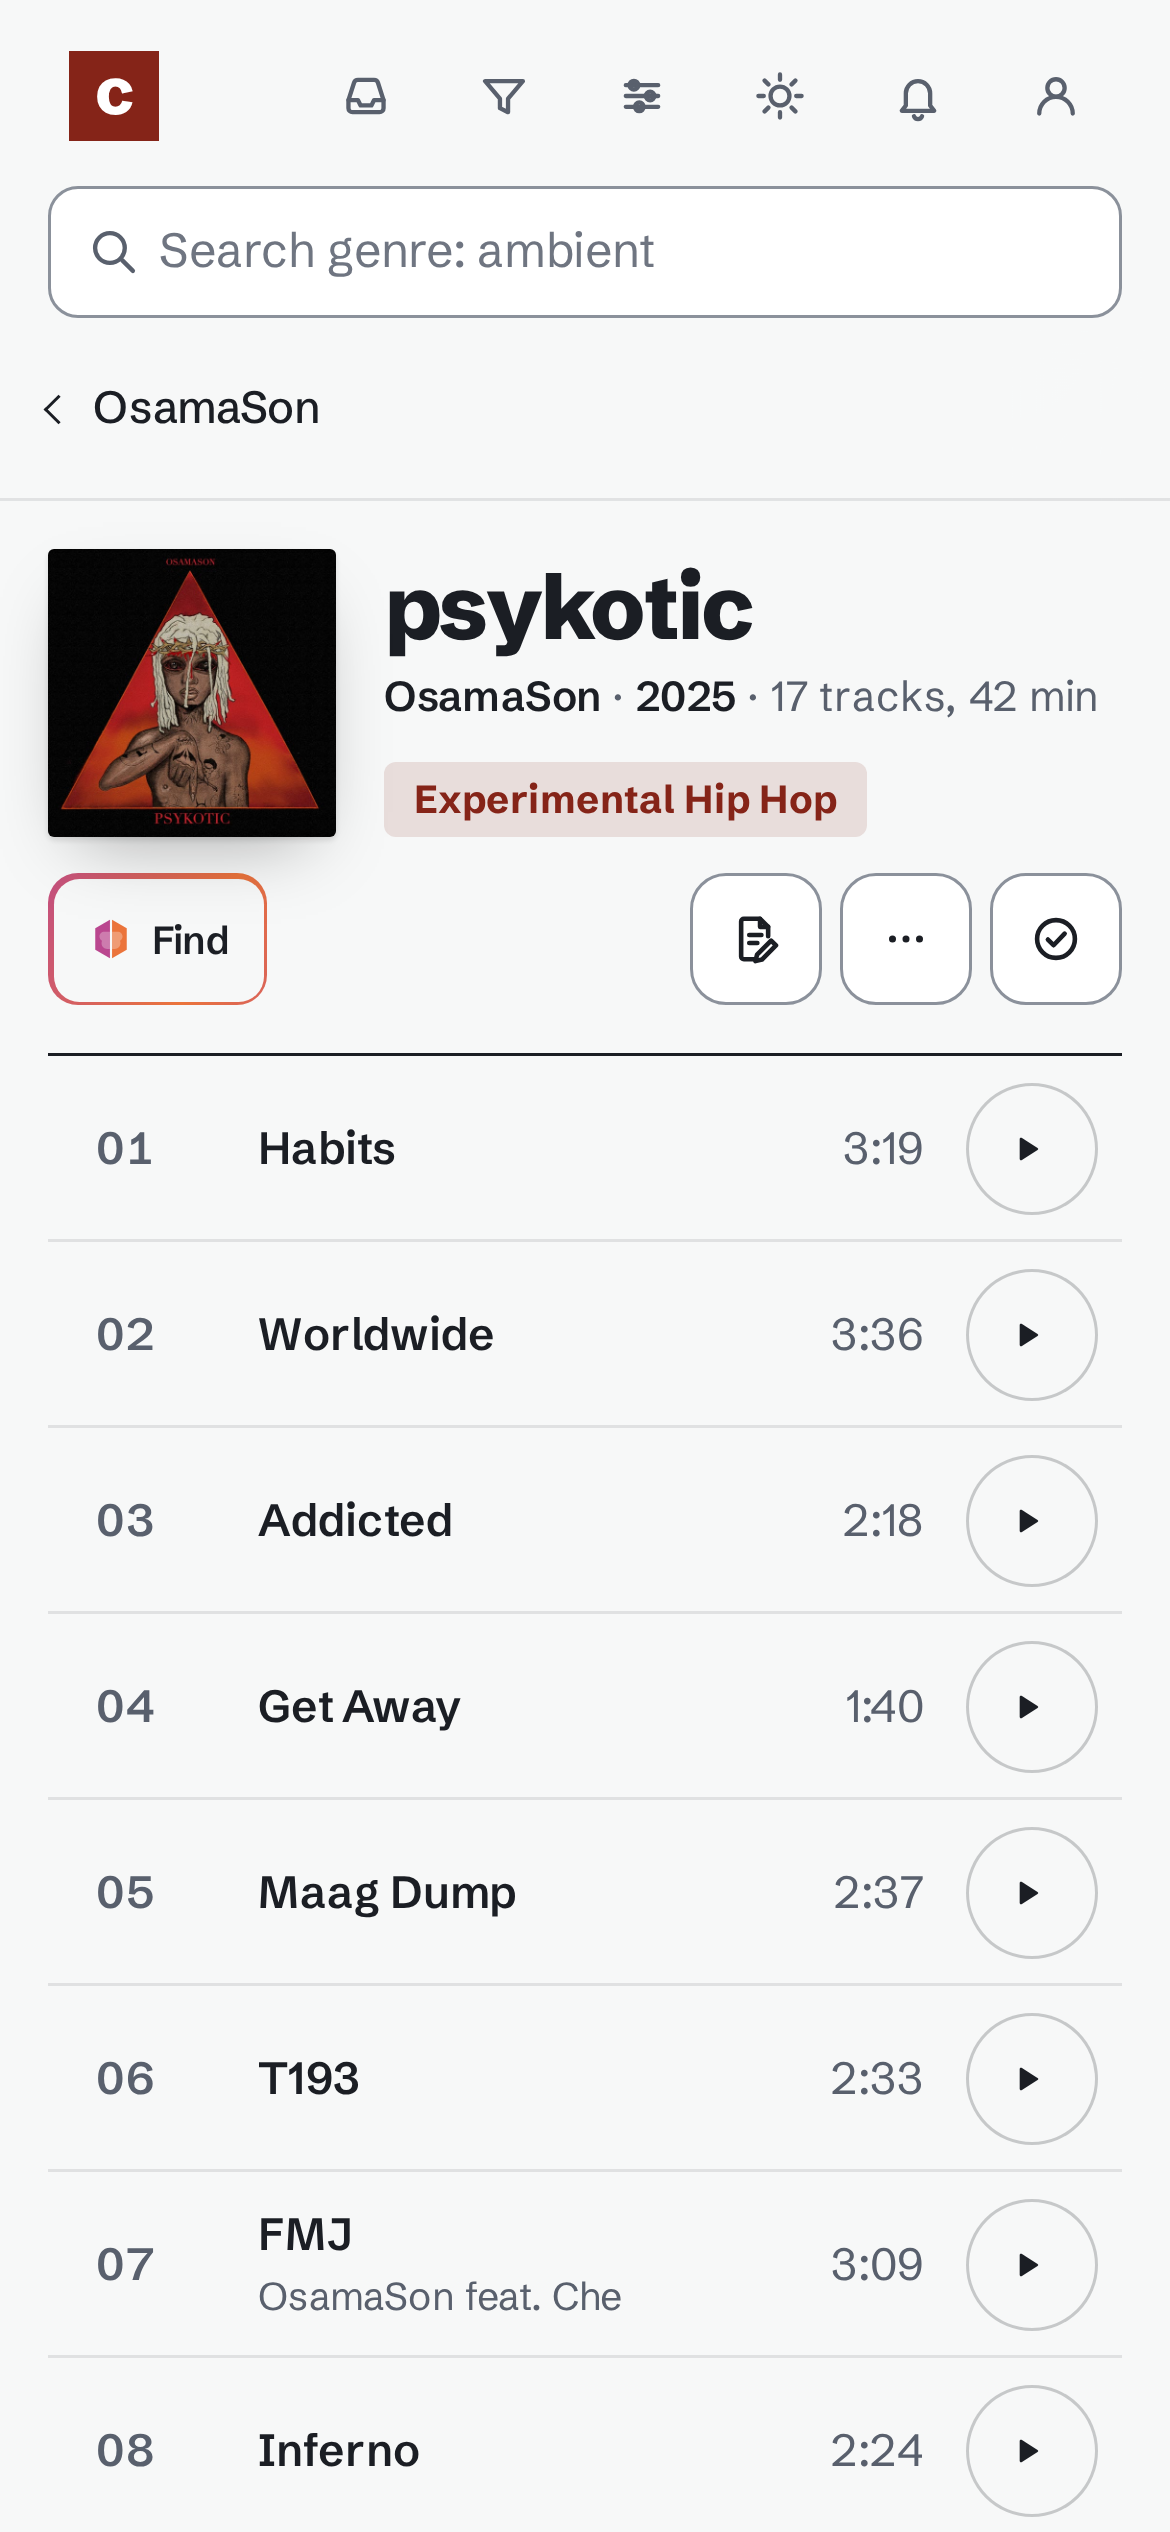 C
Search genre: ambient
OsamaSon
OSAMASON
PSYKOTIC
psykotic
OsamaSon · 2025 · 17 tracks, 42 min
Experimental Hip Hop
Find
01 Habits 3:19
02 Worldwide 3:36
03 Addicted 2:18
04 Get Away 1:40
05 Maag Dump 2:37
06 T193 2:33
07 FMJ 3:09
OsamaSon feat. Che
08 Inferno 2:24